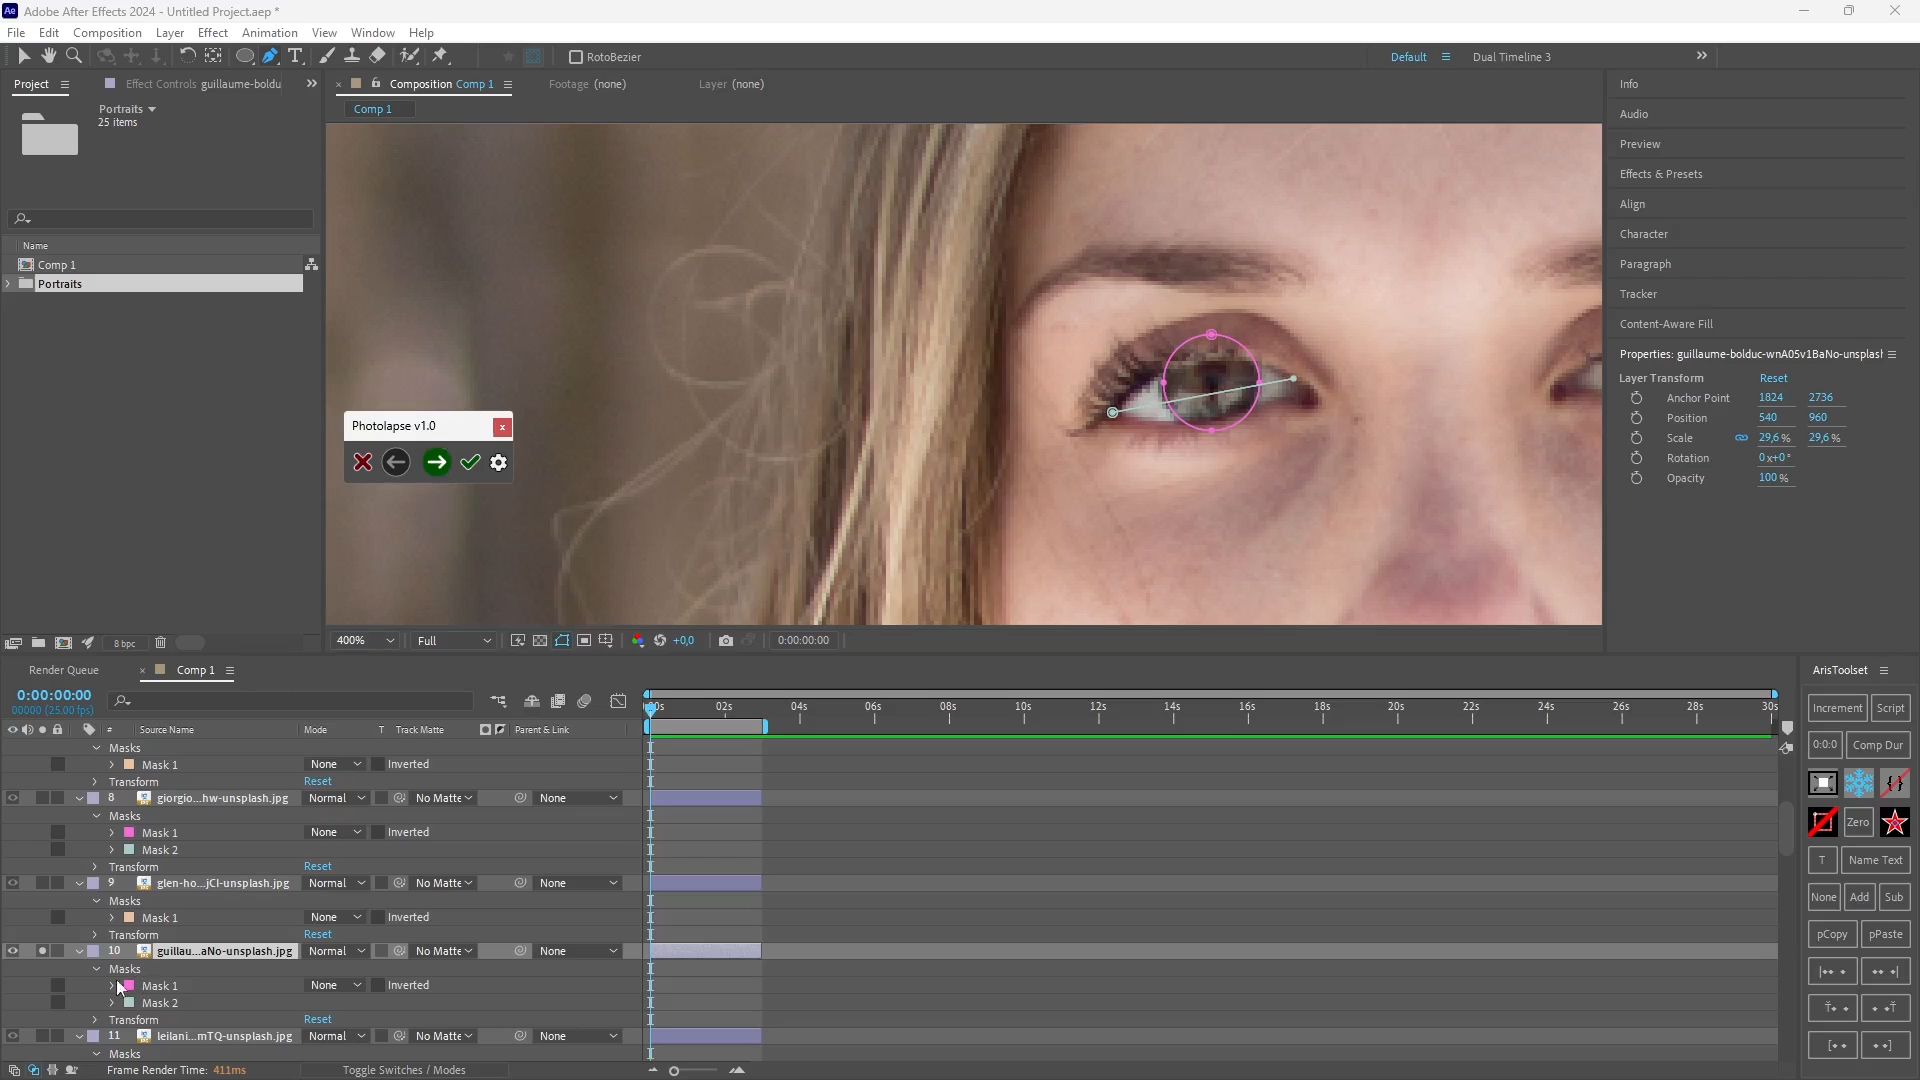 Adobe After Effects 2024 - Untitled Project.aep *
File Edit Composition Layer Effect Animation View Window Help
T RotoBezier Default Dual Timeline 3
Project Effect Controls guillaume-boldu
Composition Comp 1 Footage (none) Layer (none)
Comp 1
Portraits
25 items
Name
Comp 1
Portraits
8 bpc
Photolapse v1.0
x
400% Full +0,0 0:00:00:00
Info
Audio
Preview
Effects & Presets
Align
Character
Paragraph
Tracker
Content-Aware Fill
Properties: guillaume-bolduc-wnA05v1BaNo-unsplasl
Layer Transform Reset
Anchor Point 1824 2736
Position 540 960
Scale 29,6 % 29,6 %
Rotation 0x+0°
Opacity 100 %
Render Queue Comp 1
0:00:00:00
00000 (25.00 fps)
00s 02s 04s 06s 08s 10s 12s 14s 16s 18s 20s 22s 24s 26s 28s 30s
# Source Name Mode T Track Matte Parent & Link
Masks
Mask 1 None Inverted
Transform Reset
8 giorgio...hw-unsplash.jpg Normal No Matte None
Masks
Mask 1 None Inverted
Mask 2
Transform Reset
9 glen-ho...jCI-unsplash.jpg Normal No Matte None
Masks
Mask 1 None Inverted
Transform Reset
10 guillau...aNo-unsplash.jpg Normal No Matte None
Masks
Mask 1 None Inverted
Mask 2
Transform Reset
11 leilani...mTQ-unsplash.jpg Normal No Matte None
Masks
Frame Render Time: 411ms Toggle Switches / Modes
ArisToolset
Increment Script
0:0:0 Comp Dur
Zero
T Name Text
None Add Sub
pCopy pPaste